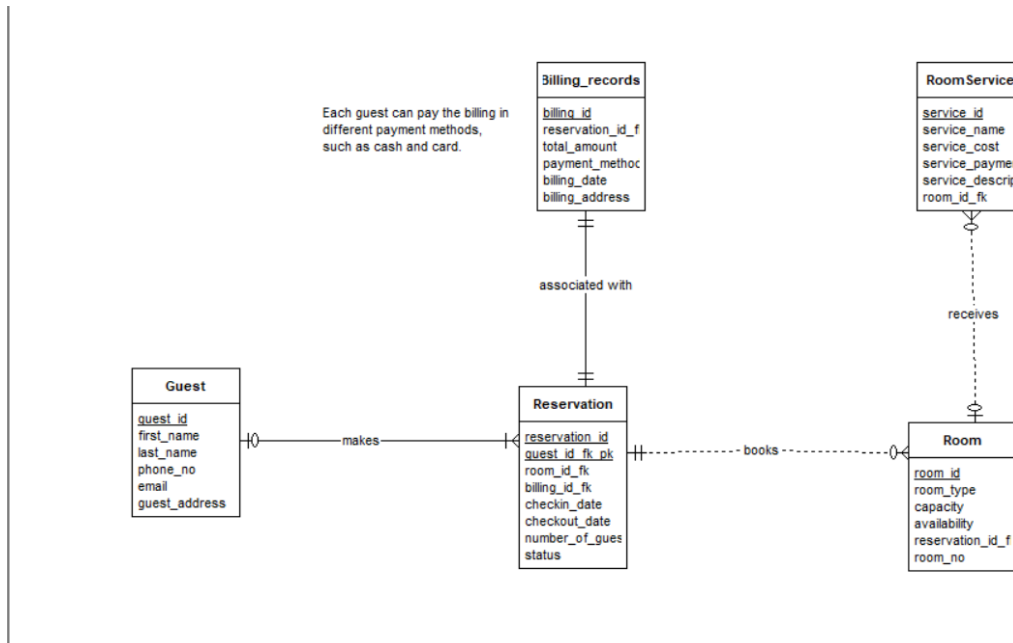 Billing_records
billing_id
reservation_id_f
total_amount
payment_methoc
billing_date
billing_address
Each guest can pay the billing in
different payment methods,
such as cash and card.
RoomService
service_id
service_name
service_cost
service_paymer
service_descrip
room_id_fk
associated with
receives
Guest
guest_id
first_name
last_name
phone_no
email
guest_address
makes
Reservation
reservation_id
guest_id_fk_pk
room_id_fk
billing_id_fk
checkin_date
checkout_date
number_of_gues
status
books
Room
room_id
room_type
capacity
availability
reservation_id_f
room_no